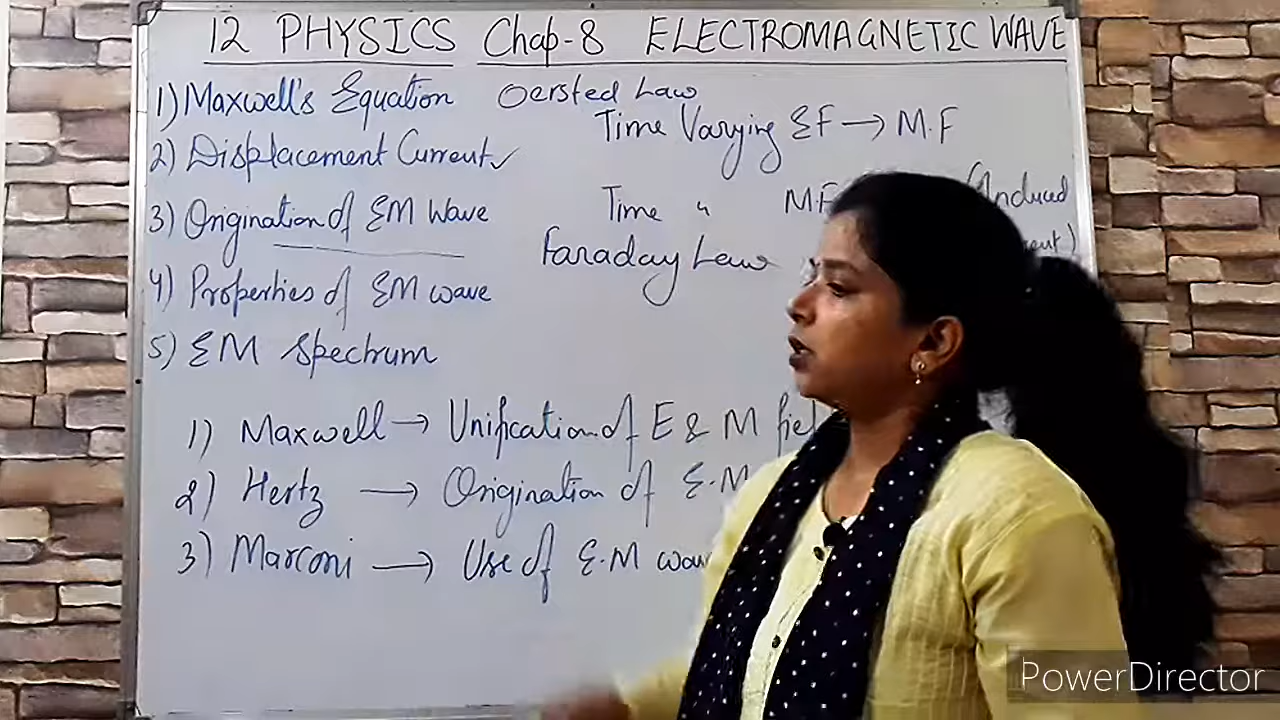 12 PHYSICS Chap-8 ELECTROMAGNETIC WAVE
1) Maxwell's Equation Oersted Law
Time Varying EF → M.F
2) Displacement Current ✓
3) Origination of EM Wave
Time " M.F Induced
Faraday Law
4) Properties of EM wave
5) EM Spectrum
1) Maxwell → Unification of E & M
2) Hertz → Origination of E.M
3) Marconi → Use of E.M
PowerDirector